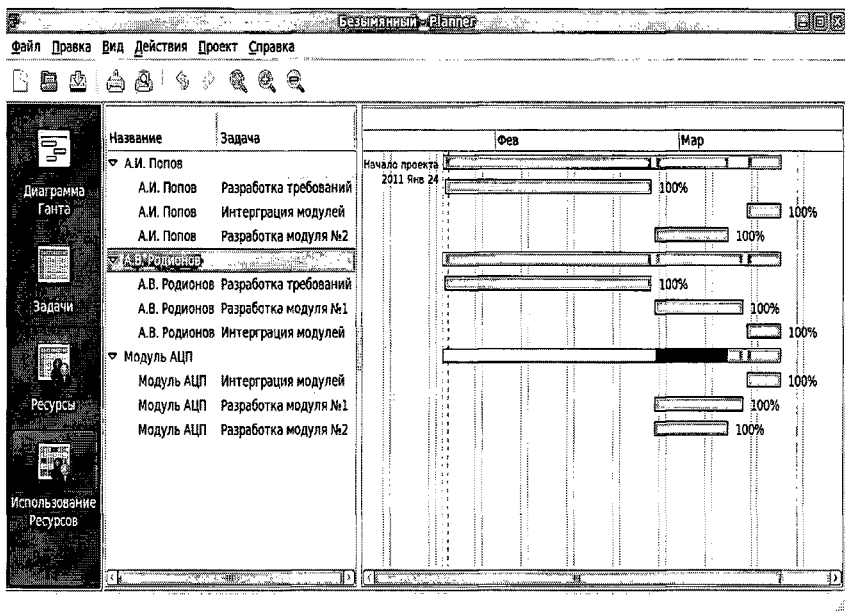 Безымянный - Planner
Файл Правка Вид Действия Проект Справка
Диаграмма Ганта
Задачи
Ресурсы
Использование Ресурсов
Название Задача
Фев Мар
Начало проекта
2011 Янв 24
А.И. Попов
А.И. Попов Разработка требований 100%
А.И. Попов Интерграция модулей 100%
А.И. Попов Разработка модуля №2 100%
А.В. Родионов
А.В. Родионов Разработка требований 100%
А.В. Родионов Разработка модуля №1 100%
А.В. Родионов Интерграция модулей 100%
Модуль АЦП
Модуль АЦП Интерграция модулей 100%
Модуль АЦП Разработка модуля №1 100%
Модуль АЦП Разработка модуля №2 100%